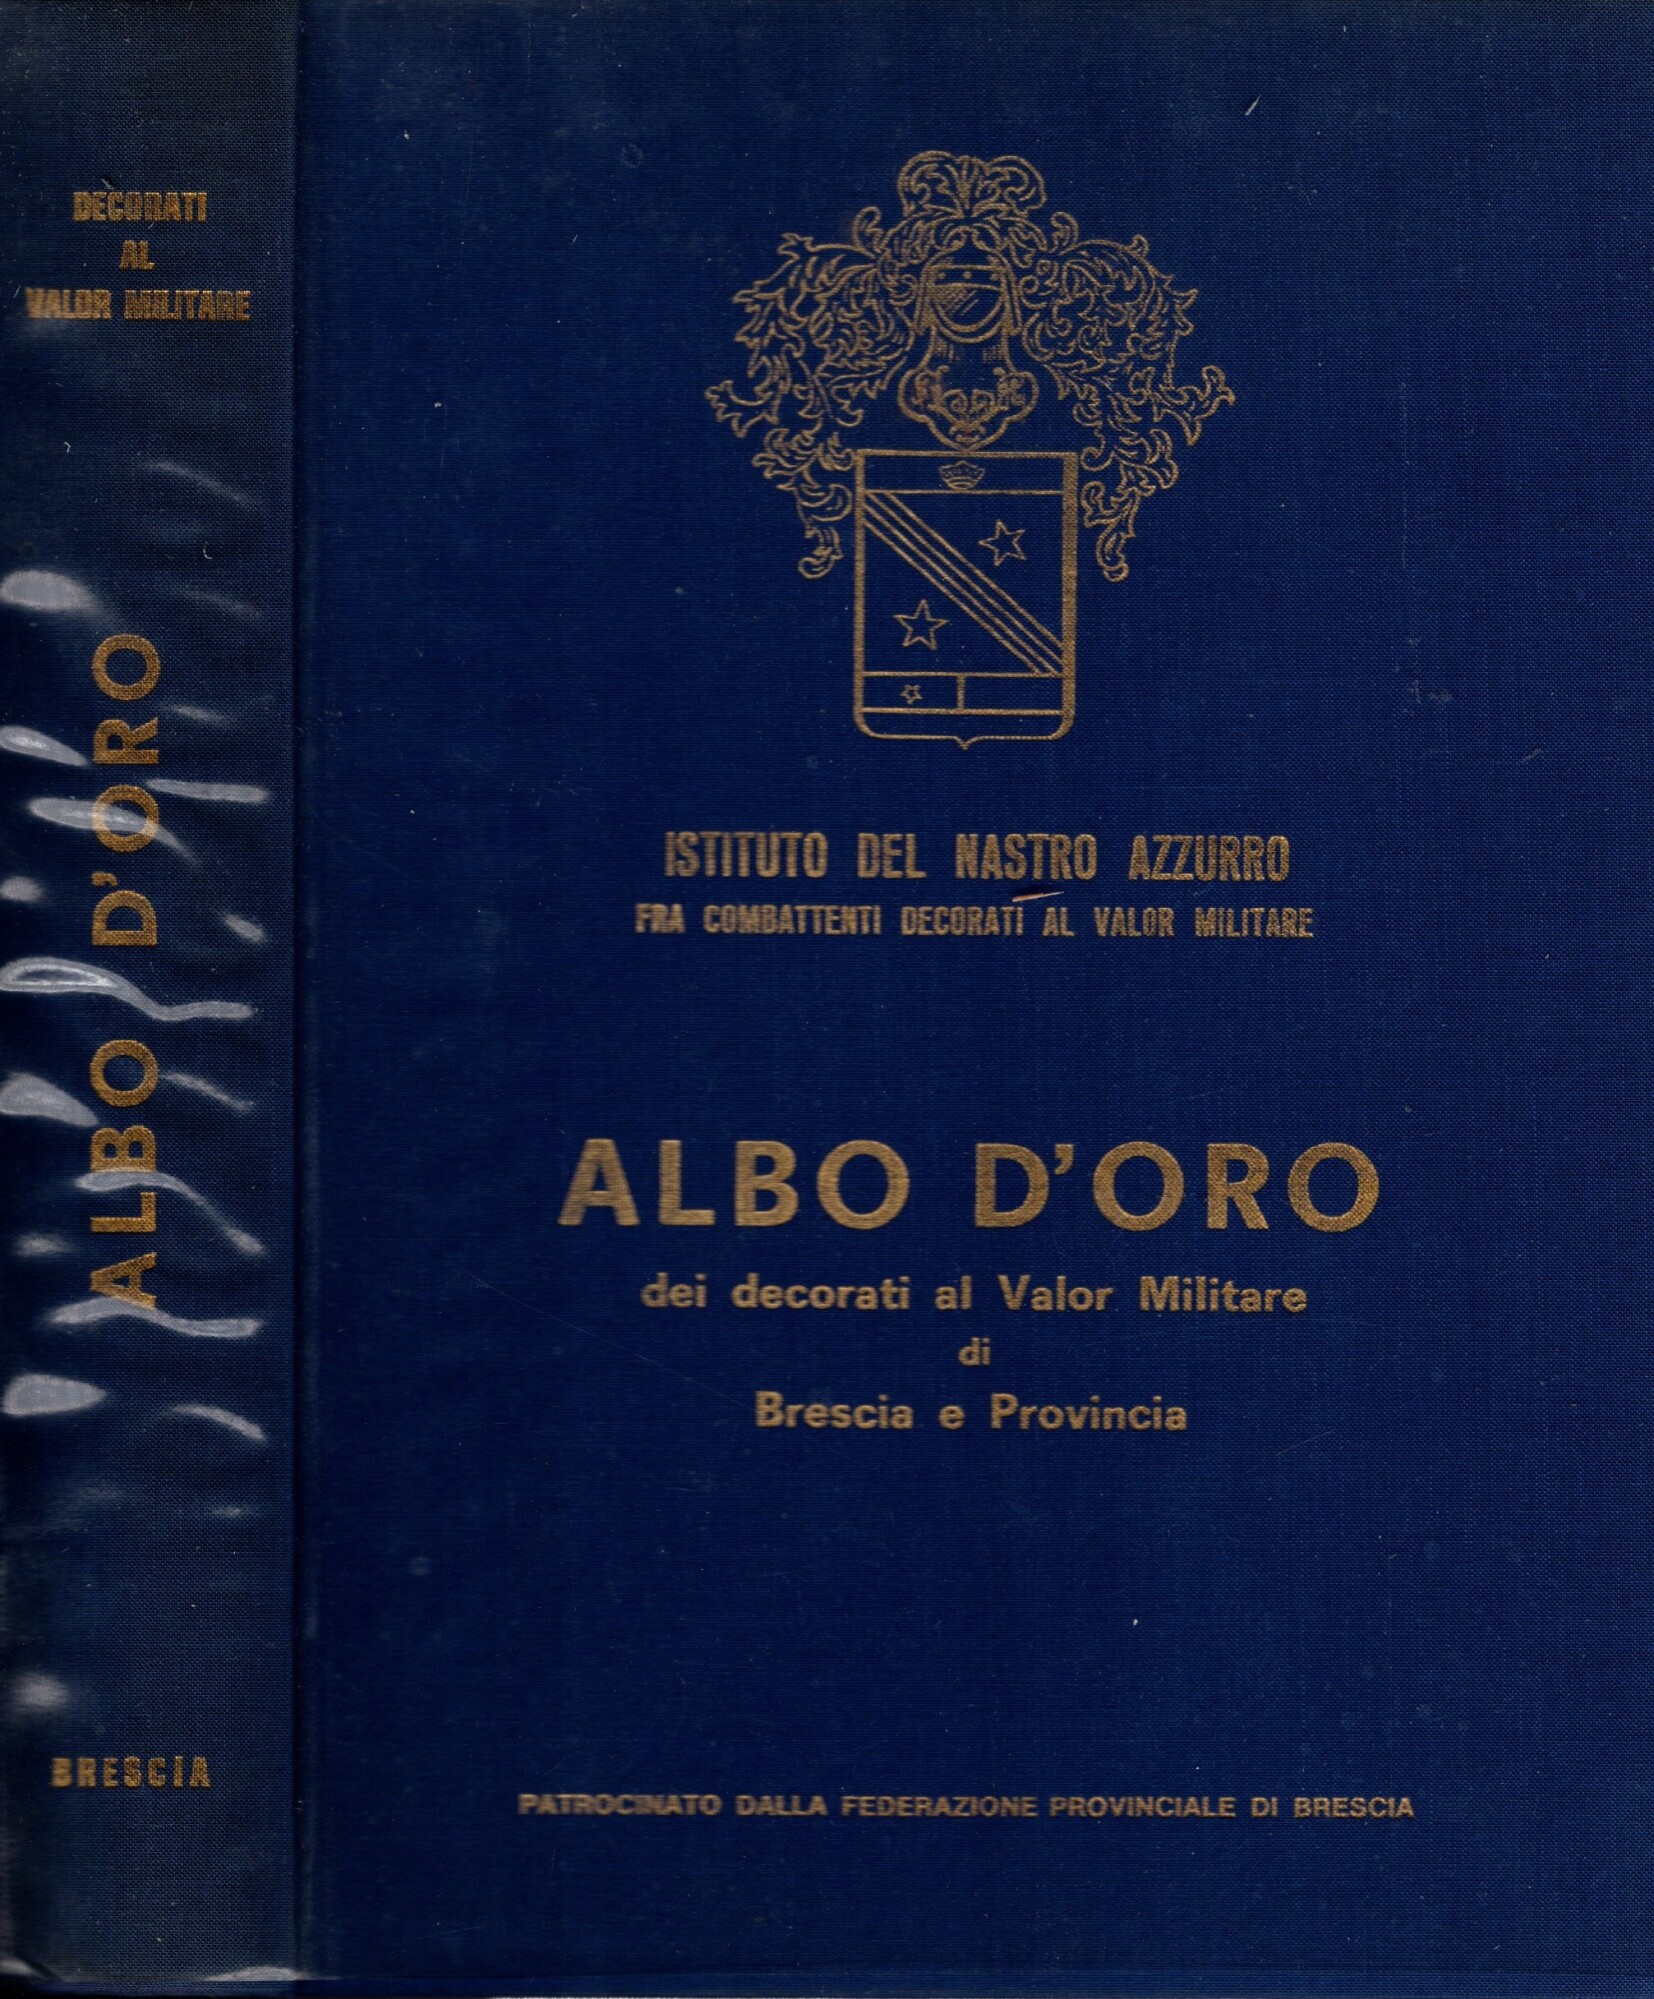 DECORATI
AL
VALOR MILITARE
ALBO D'ORO
BRESCIA
ISTITUTO DEL NASTRO AZZURRO
FRA COMBATTENTI DECORATI AL VALOR MILITARE
ALBO D'ORO
dei decorati al Valor Militare
di
Brescia e Provincia
PATROCINATO DALLA FEDERAZIONE PROVINCIALE DI BRESCIA